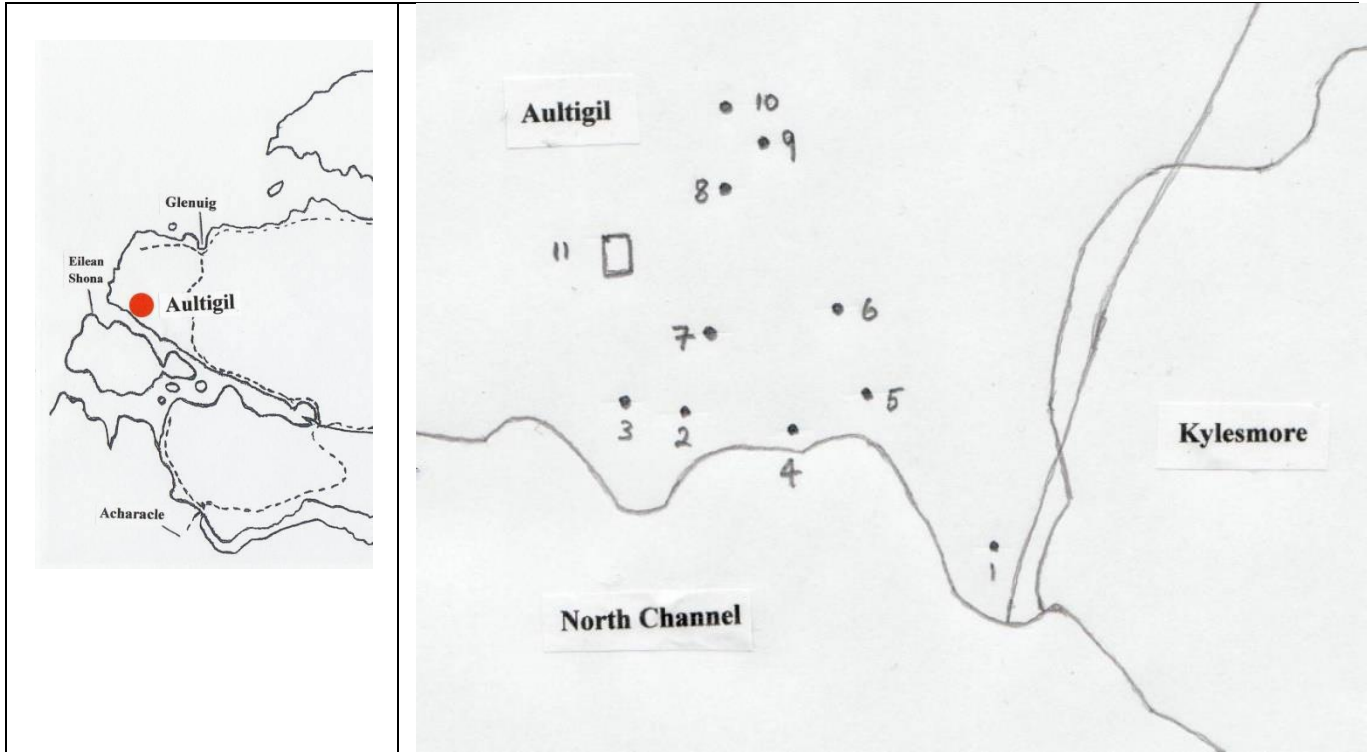 Glenuig
Eilean
Shona
Aultigil
Acharacle
Aultigil
10
9
8
11
6
7
5
3
2
4
Kylesmore
1
North Channel